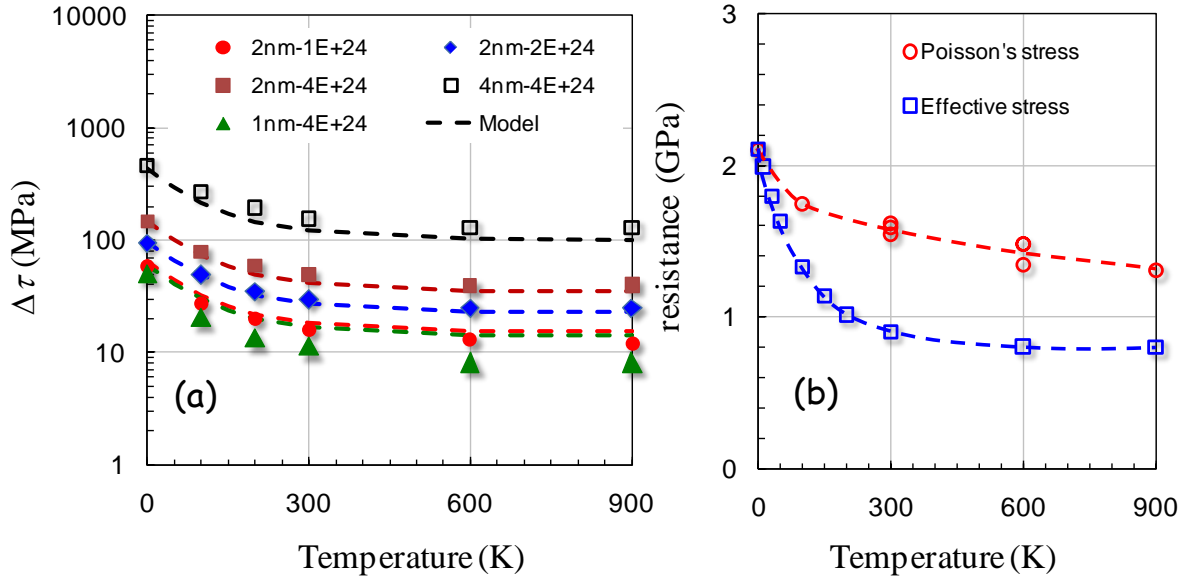 10000
1000
100
10
1
Δτ (MPa)
2nm-1E+24
2nm-2E+24
2nm-4E+24
4nm-4E+24
1nm-4E+24
Model
(a)
0
300
600
900
Temperature (K)
3
2
1
0
resistance (GPa)
Poisson's stress
Effective stress
(b)
0
300
600
900
Temperature (K)